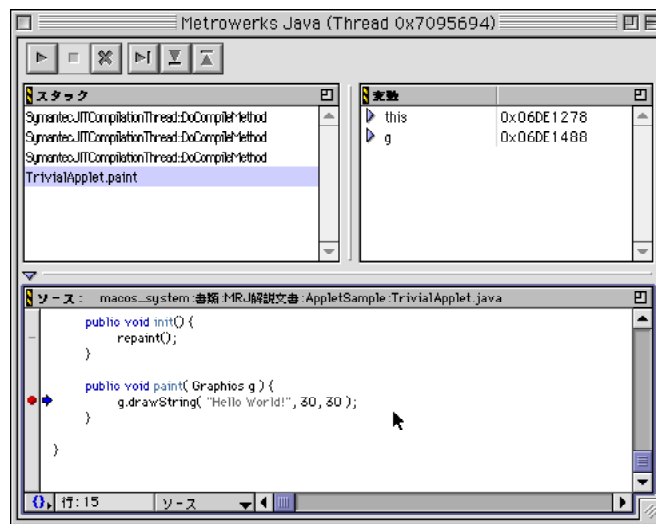 Metrowerks Java (Thread 0x7095694)
スタック
SymantecJITCompilationThread::DoCompileMethod
SymantecJITCompilationThread::DoCompileMethod
SymantecJITCompilationThread::DoCompileMethod
TrivialApplet.paint
変数
this 0x06DE1278
g 0x06DE1488
ソース: macos_system:書類:MRJ解説文書:AppletSample:TrivialApplet.java
public void init() {
repaint();
}
public void paint( Graphics g ) {
g.drawString( "Hello World!", 30, 30 );
}
}
行:15 ソース